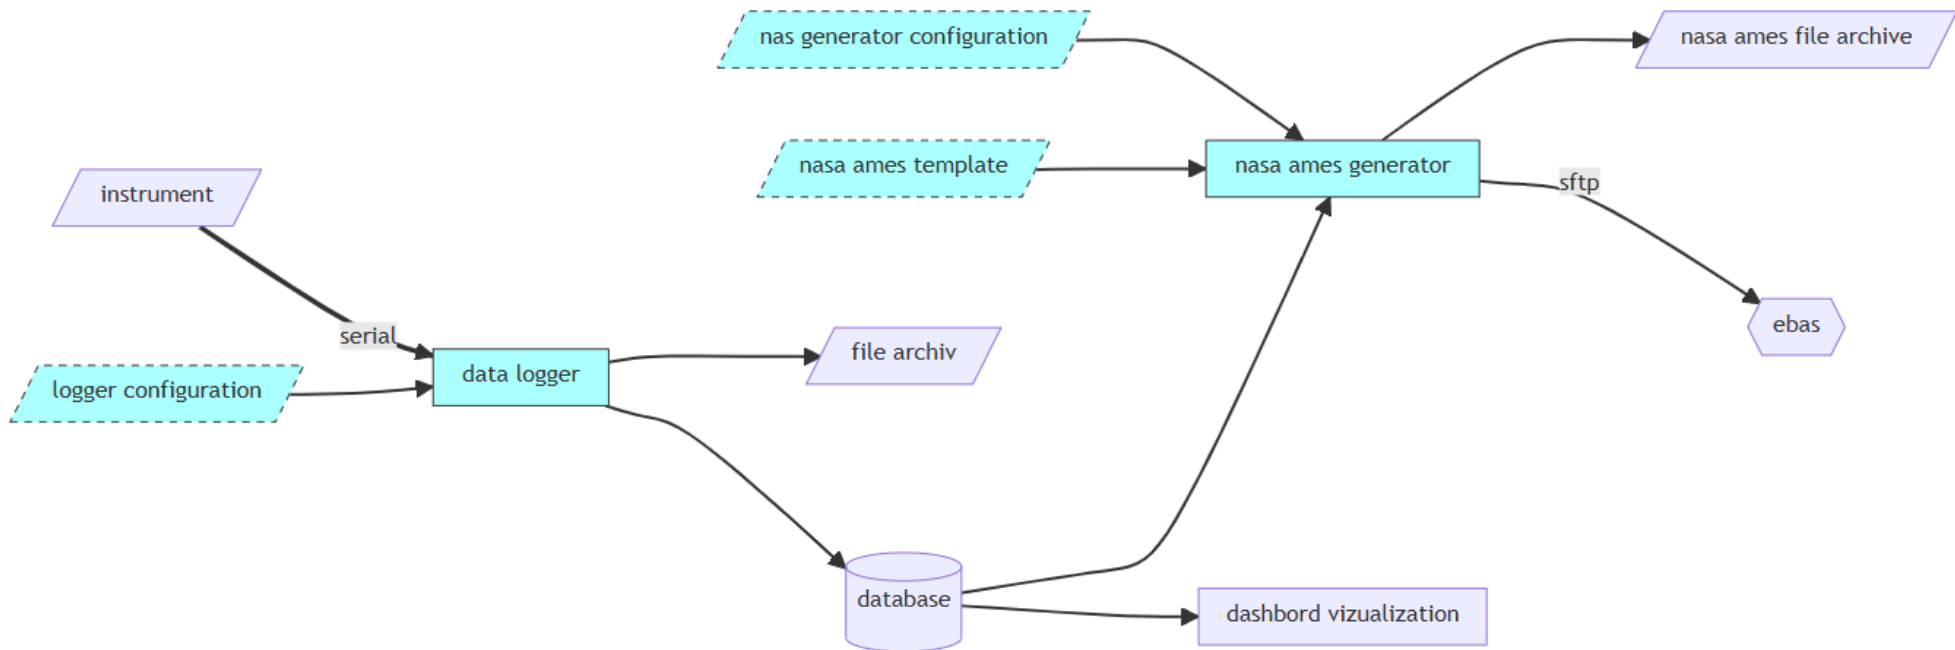 nas generator configuration
nasa ames file archive
nasa ames template
nasa ames generator
sftp
instrument
ebas
serial
file archiv
data logger
logger configuration
database
dashbord vizualization